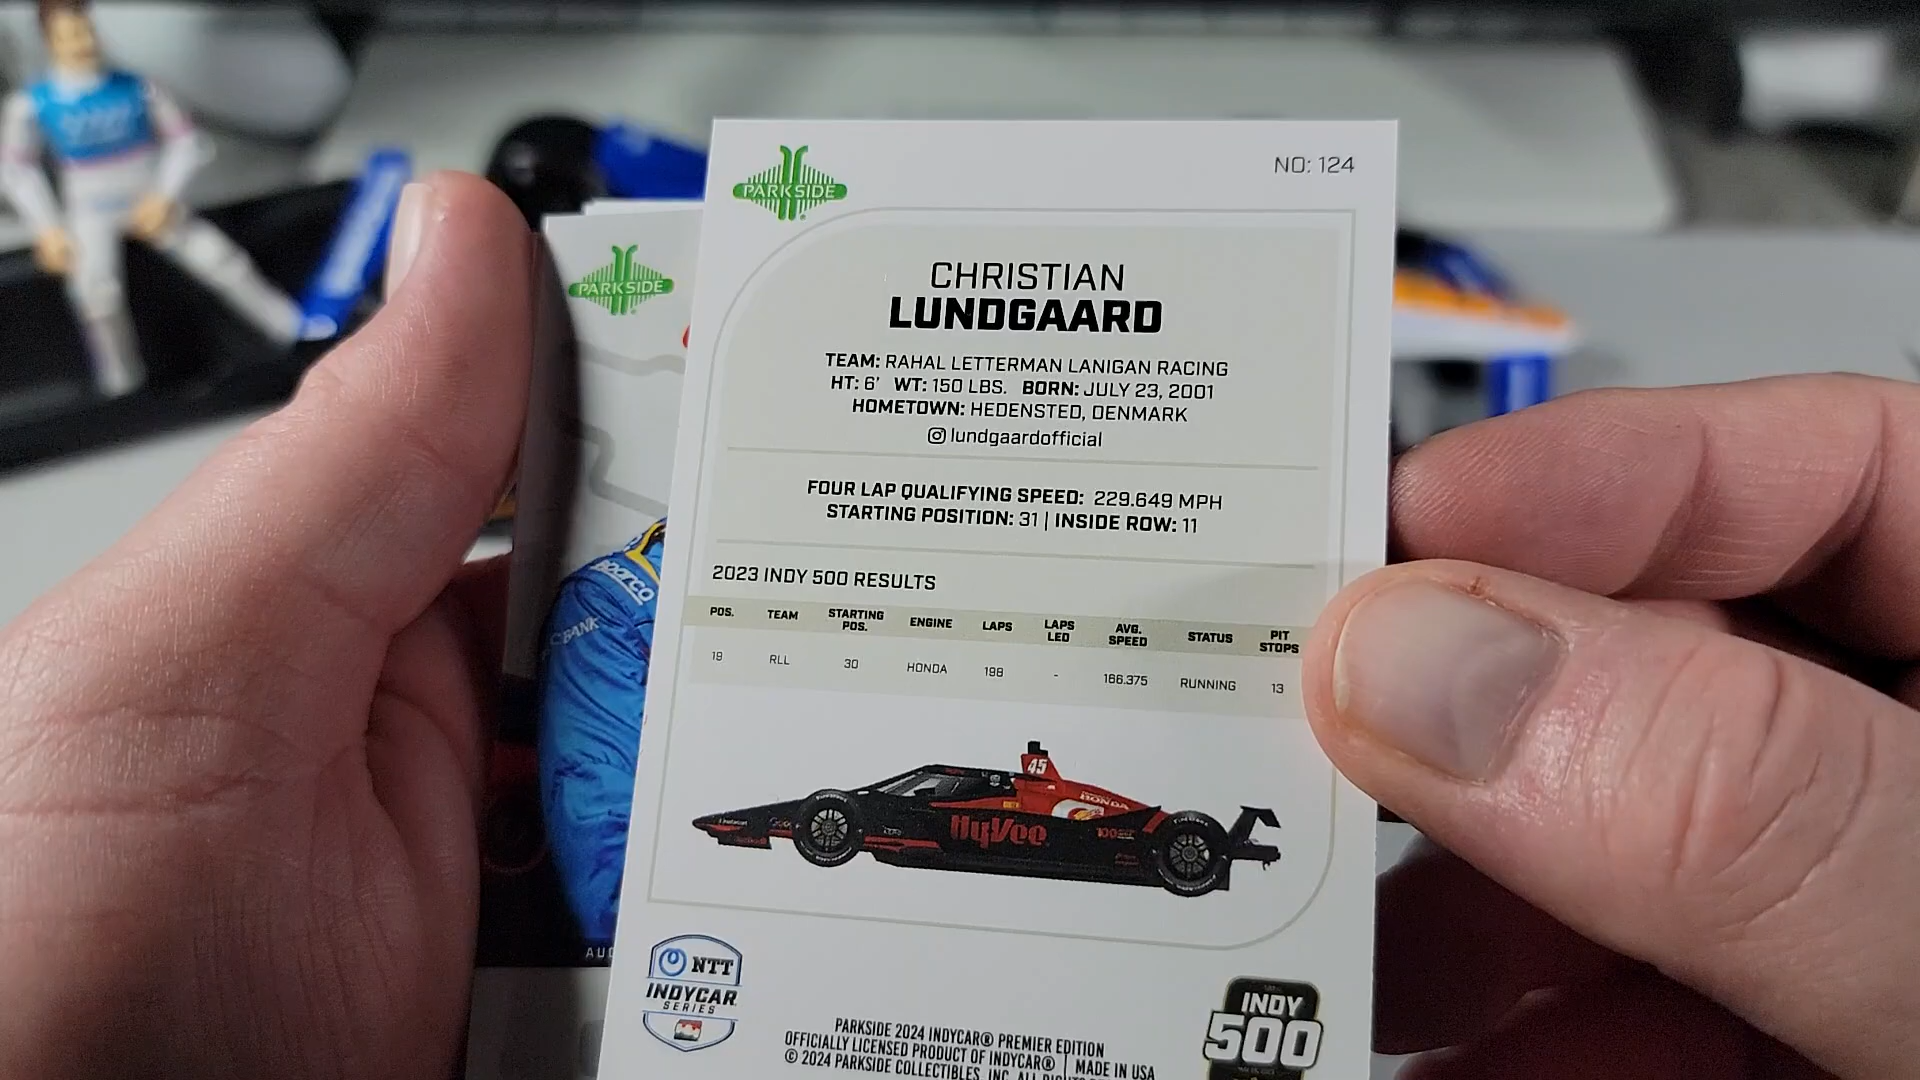 PARKSIDE
NO: 124
PARKSIDE
CHRISTIAN
LUNDGAARD
TEAM: RAHAL LETTERMAN LANIGAN RACING
HT: 6' WT: 150 LBS. BORN: JULY 23, 2001
HOMETOWN: HEDENSTED, DENMARK
lundgaardofficial
FOUR LAP QUALIFYING SPEED: 229.649 MPH
STARTING POSITION: 31 | INSIDE ROW: 11
2023 INDY 500 RESULTS
POS. TEAM STARTING POS. ENGINE LAPS LAPS LED AVG. SPEED STATUS PIT STOPS
19 RLL 30 HONDA 198 - 166.375 RUNNING 13
sparco
BANK
45
HONDA
HyVee
NTT
INDYCAR
SERIES
INDY
500
PARKSIDE 2024 INDYCAR® PREMIER EDITION
OFFICIALLY LICENSED PRODUCT OF INDYCAR® | MADE IN USA
© 2024 PARKSIDE COLLECTIBLES, INC. ALL